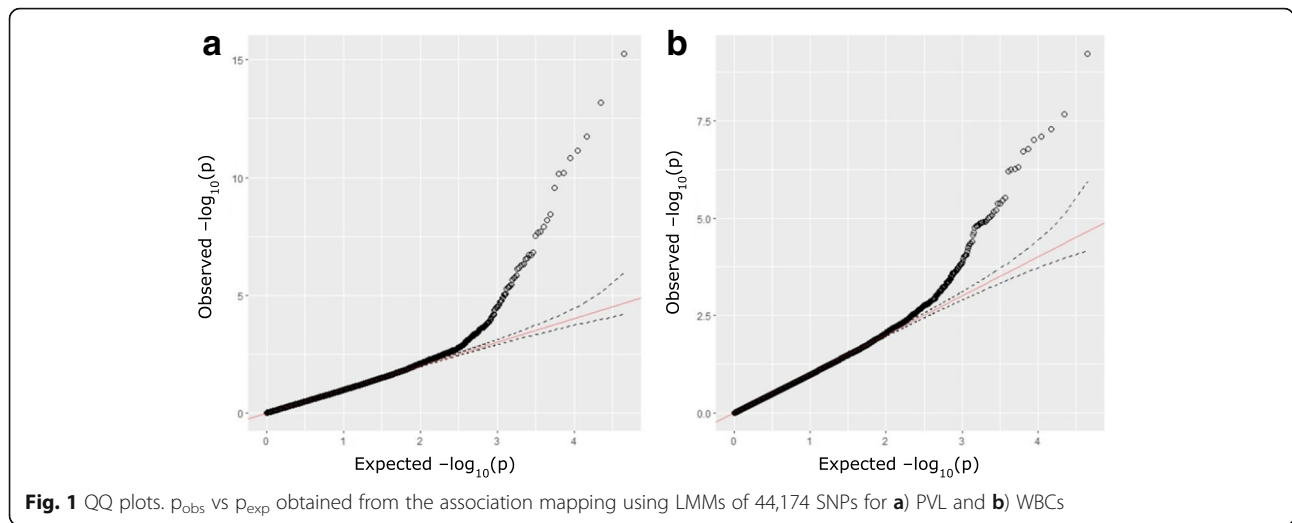 a
b
15
10
5
0
Observed –log10(p)
0 1 2 3 4
Expected –log10(p)
7.5
5.0
2.5
0.0
Observed –log10(p)
0 1 2 3 4
Expected –log10(p)
Fig. 1 QQ plots. pobs vs pexp obtained from the association mapping using LMMs of 44,174 SNPs for a) PVL and b) WBCs